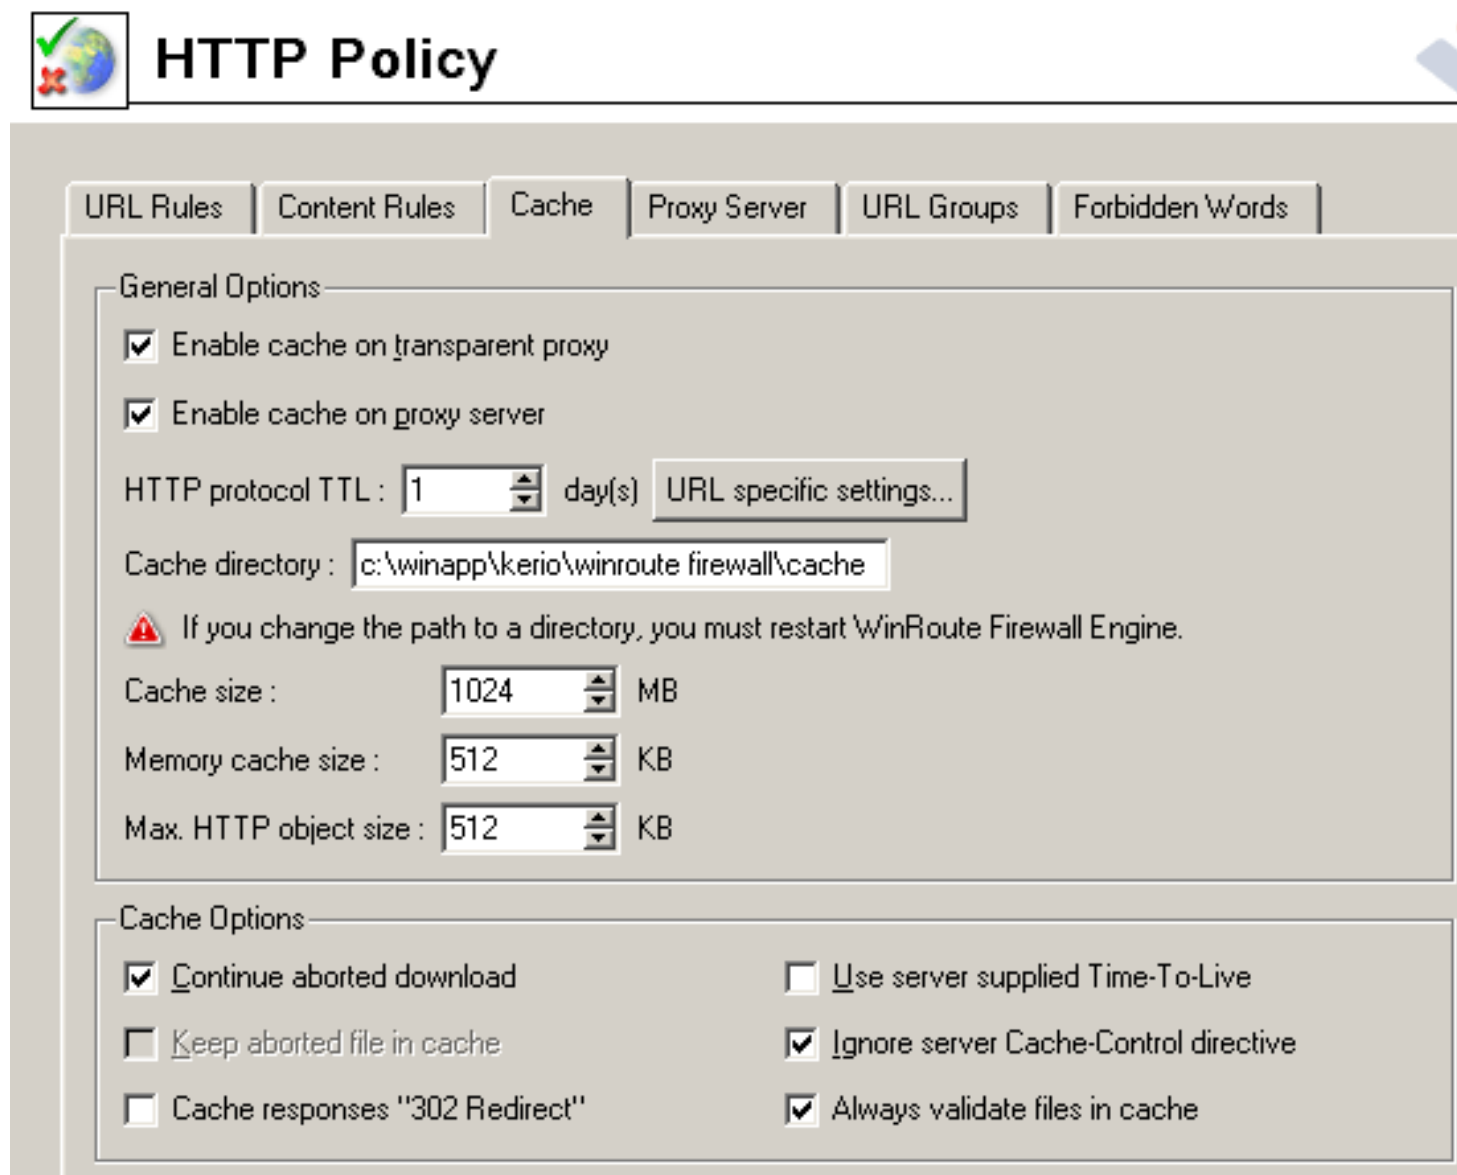 HTTP Policy
URL Rules Content Rules Cache Proxy Server URL Groups Forbidden Words
General Options
Enable cache on transparent proxy
Enable cache on proxy server
HTTP protocol TTL : 1 day(s) URL specific settings...
Cache directory : c:\winapp\kerio\winroute firewall\cache
If you change the path to a directory, you must restart WinRoute Firewall Engine.
Cache size : 1024 MB
Memory cache size : 512 KB
Max. HTTP object size : 512 KB
Cache Options
Continue aborted download Use server supplied Time-To-Live
Keep aborted file in cache Ignore server Cache-Control directive
Cache responses "302 Redirect" Always validate files in cache